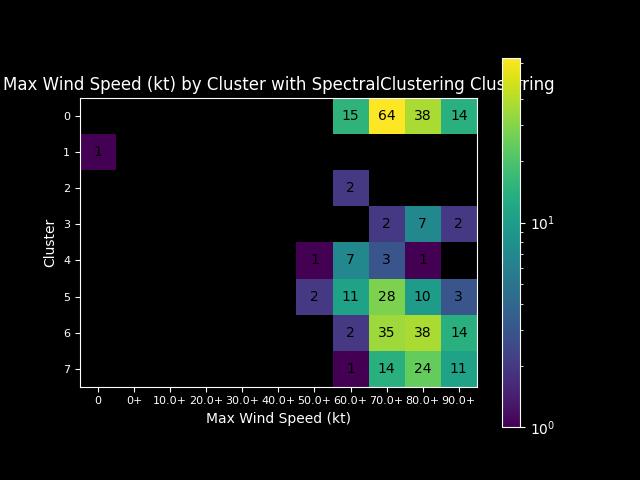 Max Wind Speed (kt) by Cluster with SpectralClustering Clustering
0 15 64 38 14
1 1
2 2
3 2 7 2
4 1 7 3 1
5 2 11 28 10 3
6 2 35 38 14
7 1 14 24 11
0 0+ 10.0+ 20.0+ 30.0+ 40.0+ 50.0+ 60.0+ 70.0+ 80.0+ 90.0+
Max Wind Speed (kt)
Cluster
10¹
10⁰